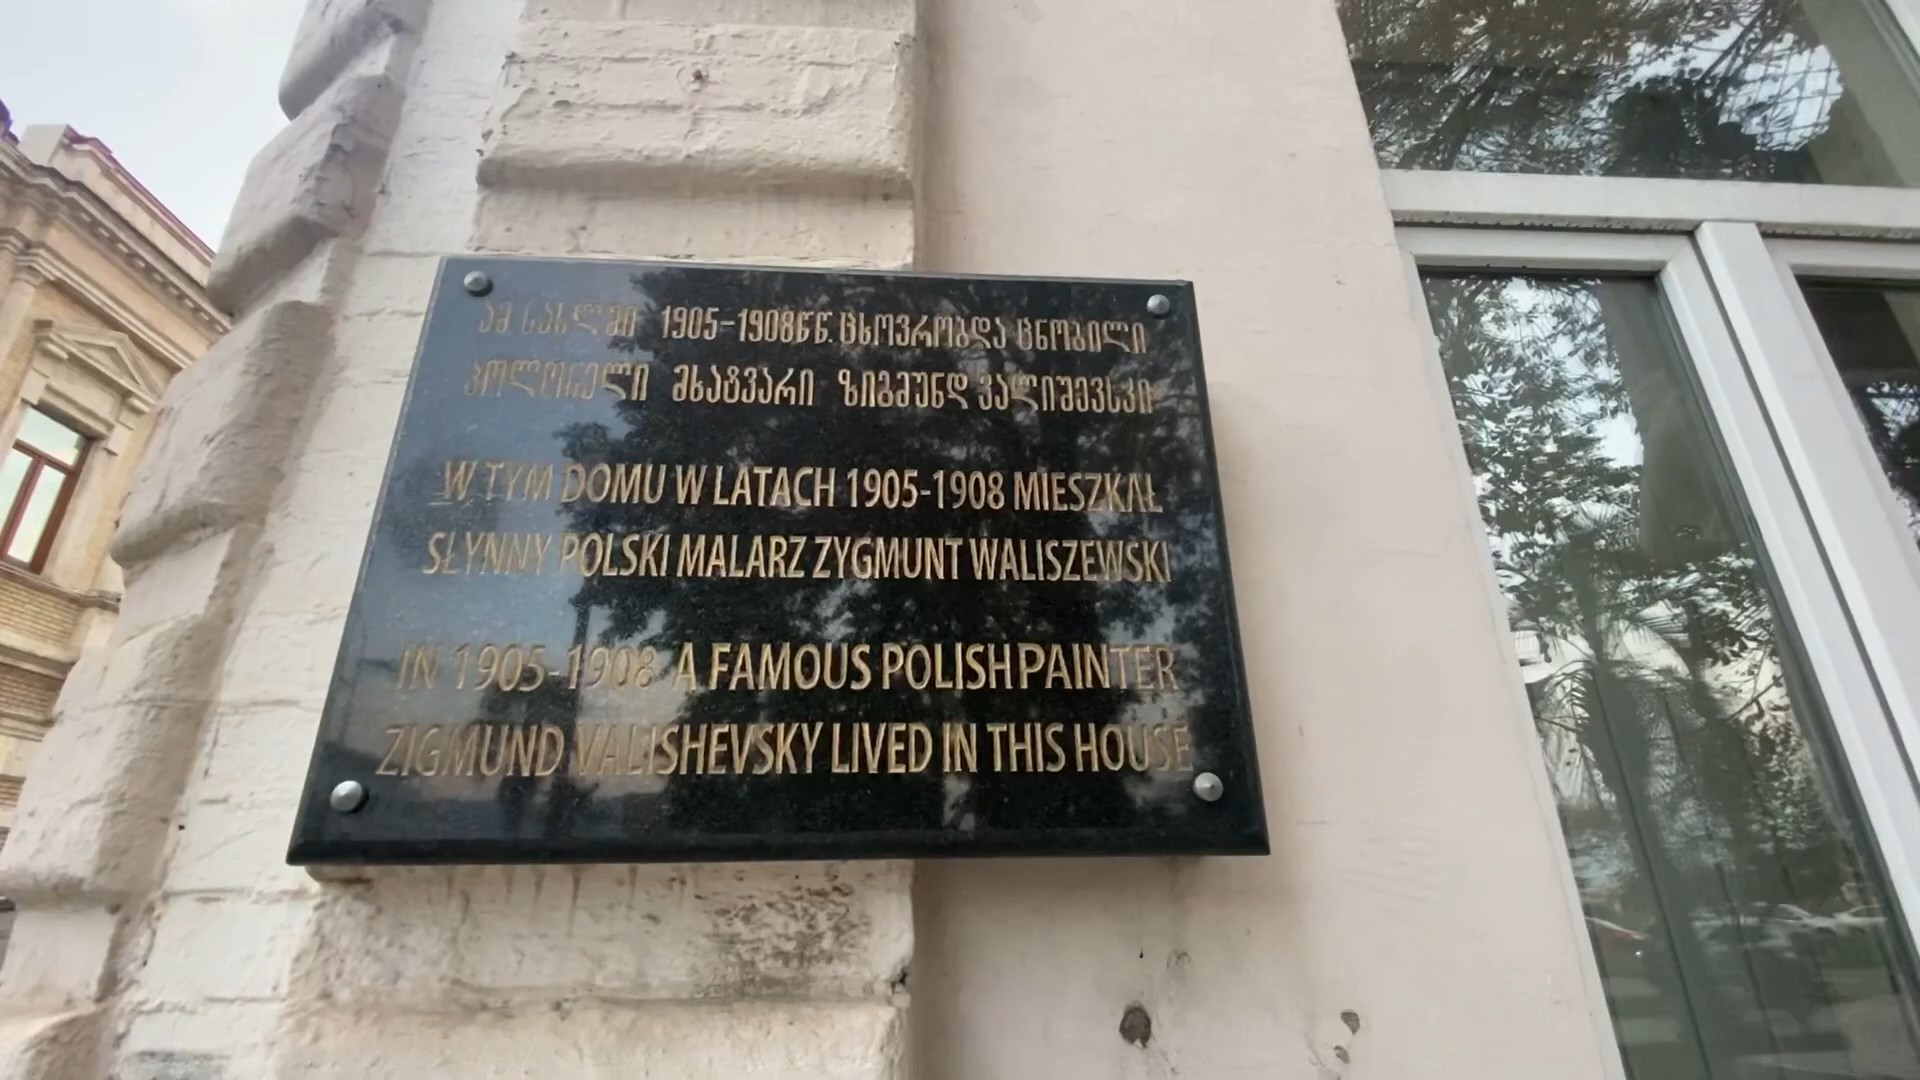 ამ სახლში 1905-1908წწ. ცხოვრობდა ცნობილი
პოლონელი მხატვარი ზიგმუნდ ვალიშევსკი
W TYM DOMU W LATACH 1905-1908 MIESZKAŁ
SŁYNNY POLSKI MALARZ ZYGMUNT WALISZEWSKI
IN 1905-1908 A FAMOUS POLISH PAINTER
ZIGMUND VALISHEVSKY LIVED IN THIS HOUSE